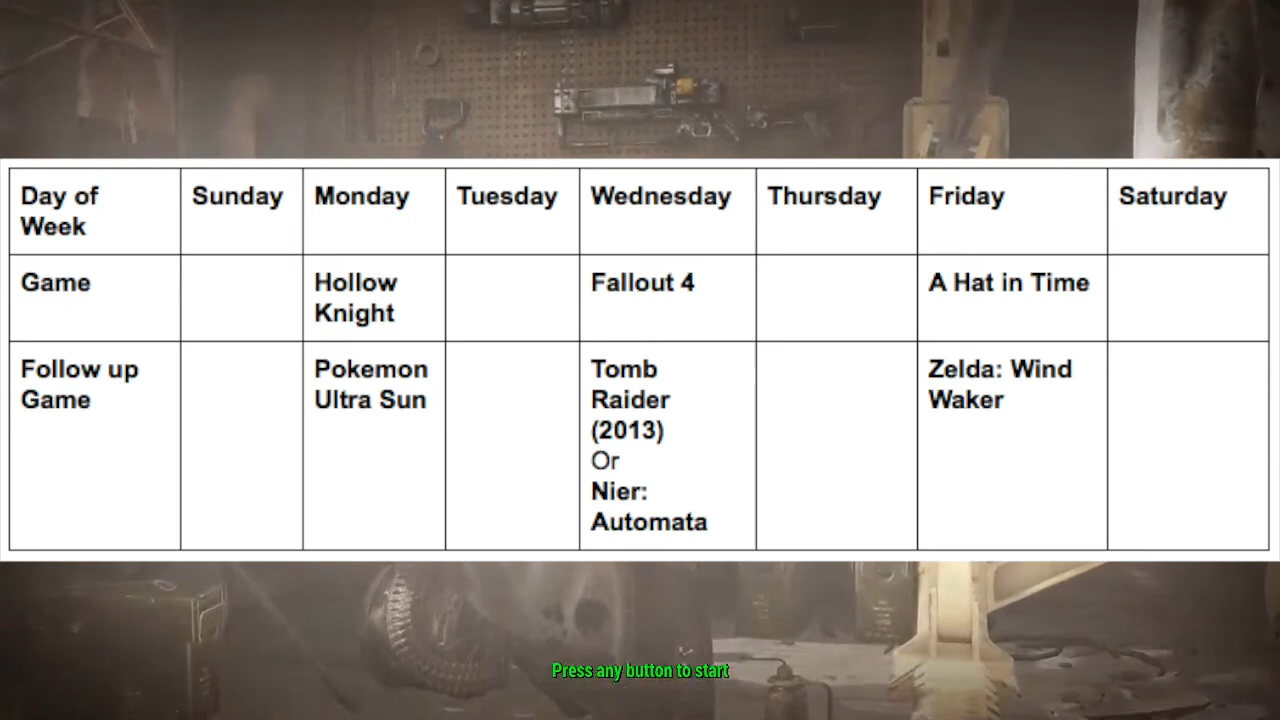 Day of Week Sunday Monday Tuesday Wednesday Thursday Friday Saturday
Game Hollow Knight Fallout 4 A Hat in Time
Follow up Game Pokemon Ultra Sun Tomb Raider (2013) Or Nier: Automata Zelda: Wind Waker
Press any button to start